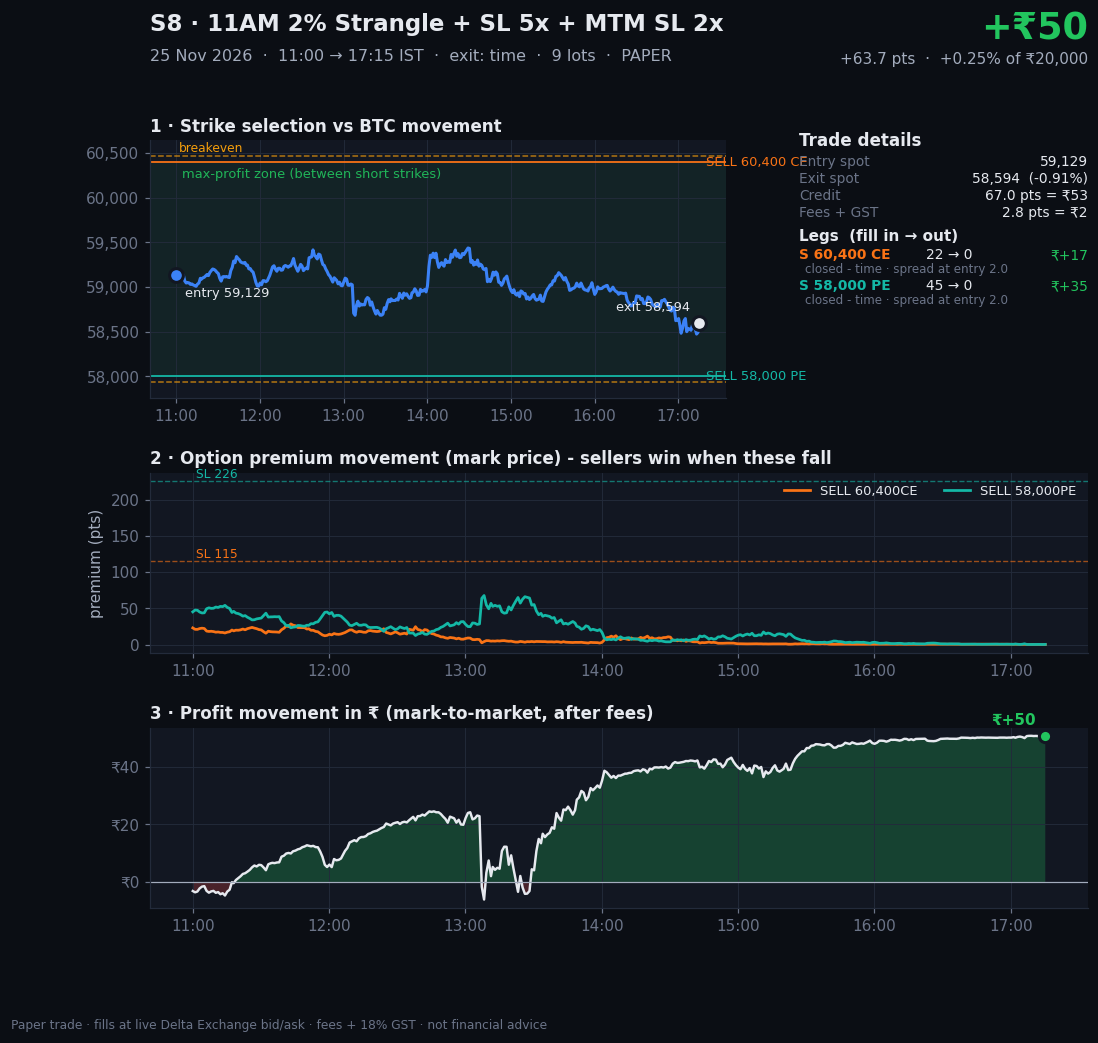 S8 · 11AM 2% Strangle + SL 5x + MTM SL 2x
+₹50
25 Nov 2026 · 11:00 → 17:15 IST · exit: time · 9 lots · PAPER
+63.7 pts · +0.25% of ₹20,000
1 · Strike selection vs BTC movement
60,500
60,000
59,500
59,000
58,500
58,000
breakeven
max-profit zone (between short strikes)
SELL 60,400 CE
entry 59,129
exit 58,594
SELL 58,000 PE
11:00 12:00 13:00 14:00 15:00 16:00 17:00
Trade details
Entry spot 59,129
Exit spot 58,594 (-0.91%)
Credit 67.0 pts = ₹53
Fees + GST 2.8 pts = ₹2
Legs (fill in → out)
S 60,400 CE 22 → 0 ₹+17
closed - time · spread at entry 2.0
S 58,000 PE 45 → 0 ₹+35
closed - time · spread at entry 2.0
2 · Option premium movement (mark price) - sellers win when these fall
premium (pts)
200
150
100
50
0
SL 226
SL 115
SELL 60,400CE
SELL 58,000PE
11:00 12:00 13:00 14:00 15:00 16:00 17:00
3 · Profit movement in ₹ (mark-to-market, after fees)
₹+50
₹40
₹20
₹0
11:00 12:00 13:00 14:00 15:00 16:00 17:00
Paper trade · fills at live Delta Exchange bid/ask · fees + 18% GST · not financial advice